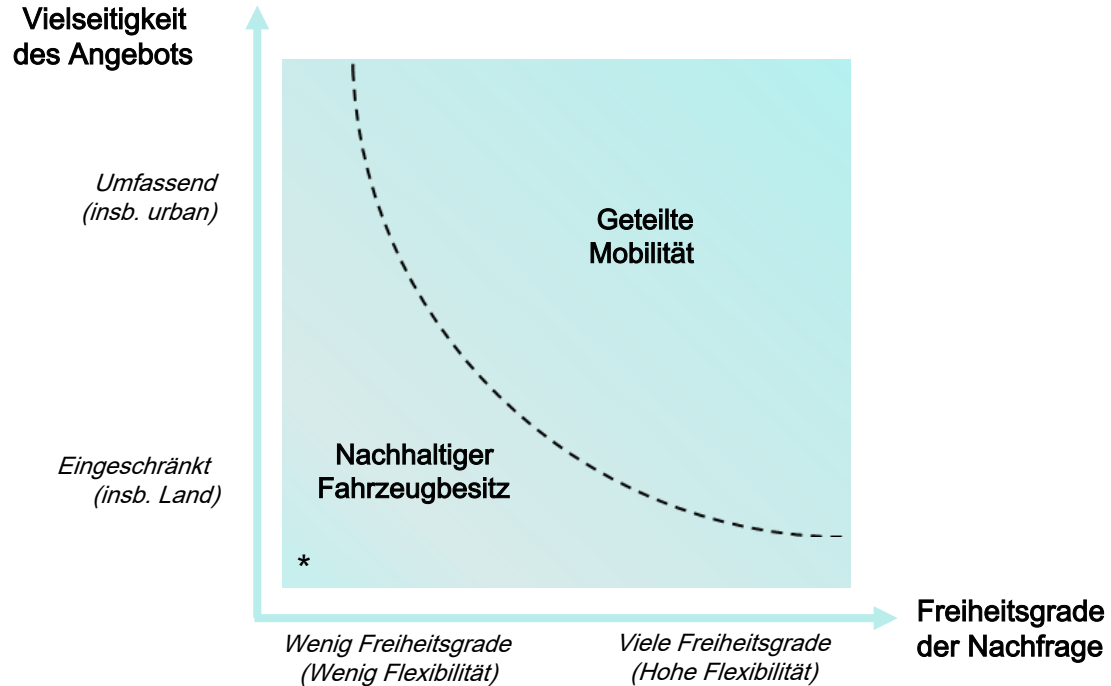 Vielseitigkeit
des Angebots
Umfassend
(insb. urban)
Geteilte
Mobilität
Eingeschränkt
(insb. Land)
Nachhaltiger
Fahrzeugbesitz
*
Wenig Freiheitsgrade
(Wenig Flexibilität)
Viele Freiheitsgrade
(Hohe Flexibilität)
Freiheitsgrade
der Nachfrage